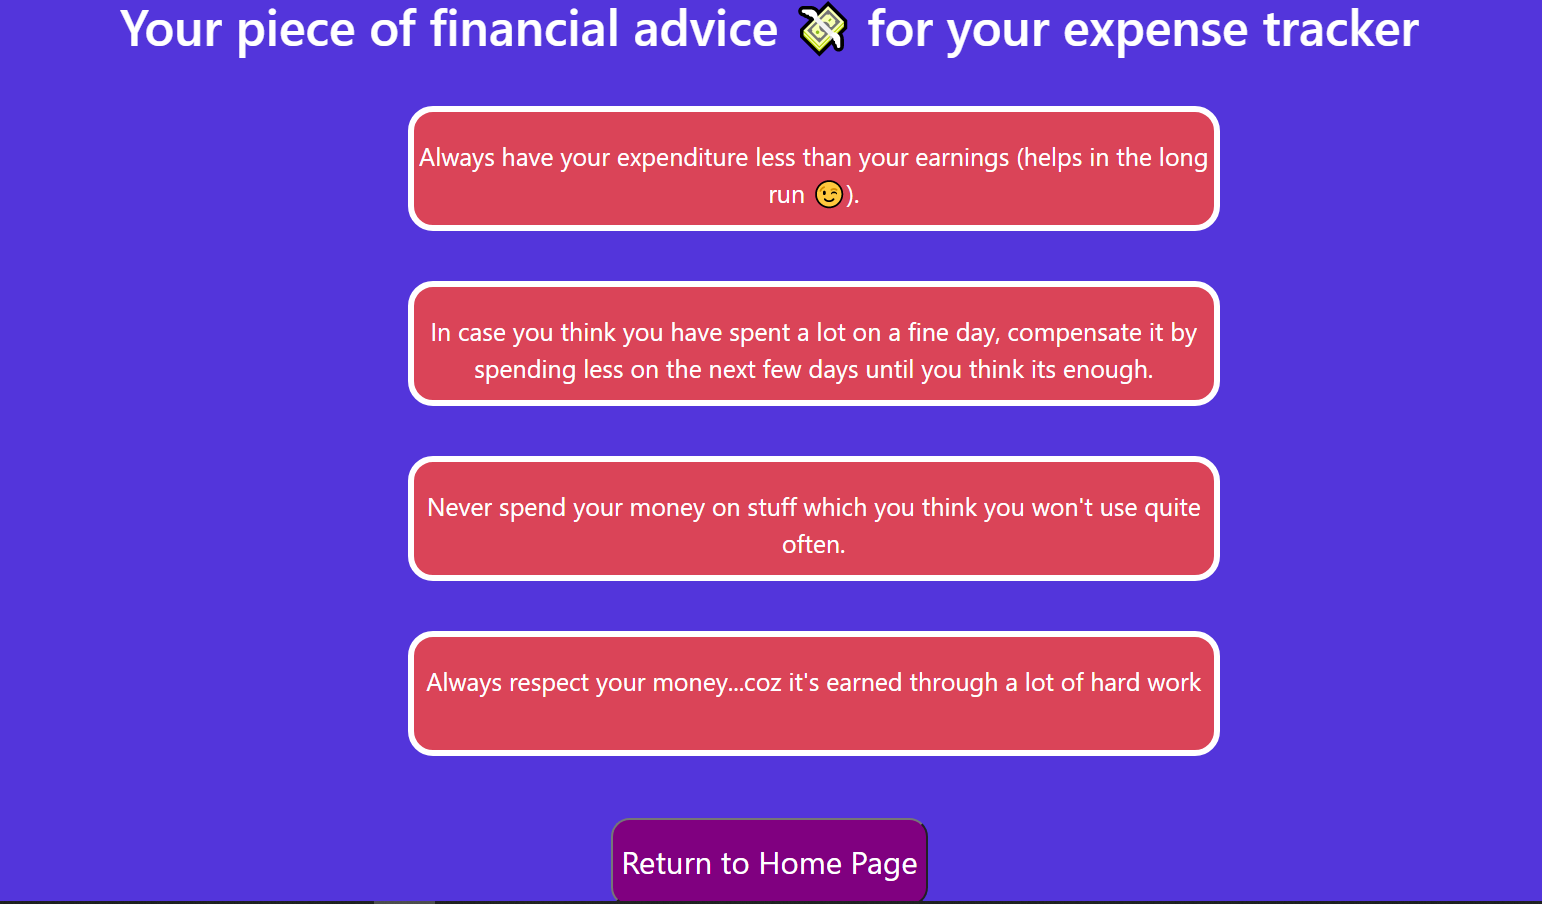 Your piece of financial advice 💸 for your expense tracker
Always have your expenditure less than your earnings (helps in the long
run 😉).
In case you think you have spent a lot on a fine day, compensate it by
spending less on the next few days until you think its enough.
Never spend your money on stuff which you think you won't use quite
often.
Always respect your money...coz it's earned through a lot of hard work
Return to Home Page